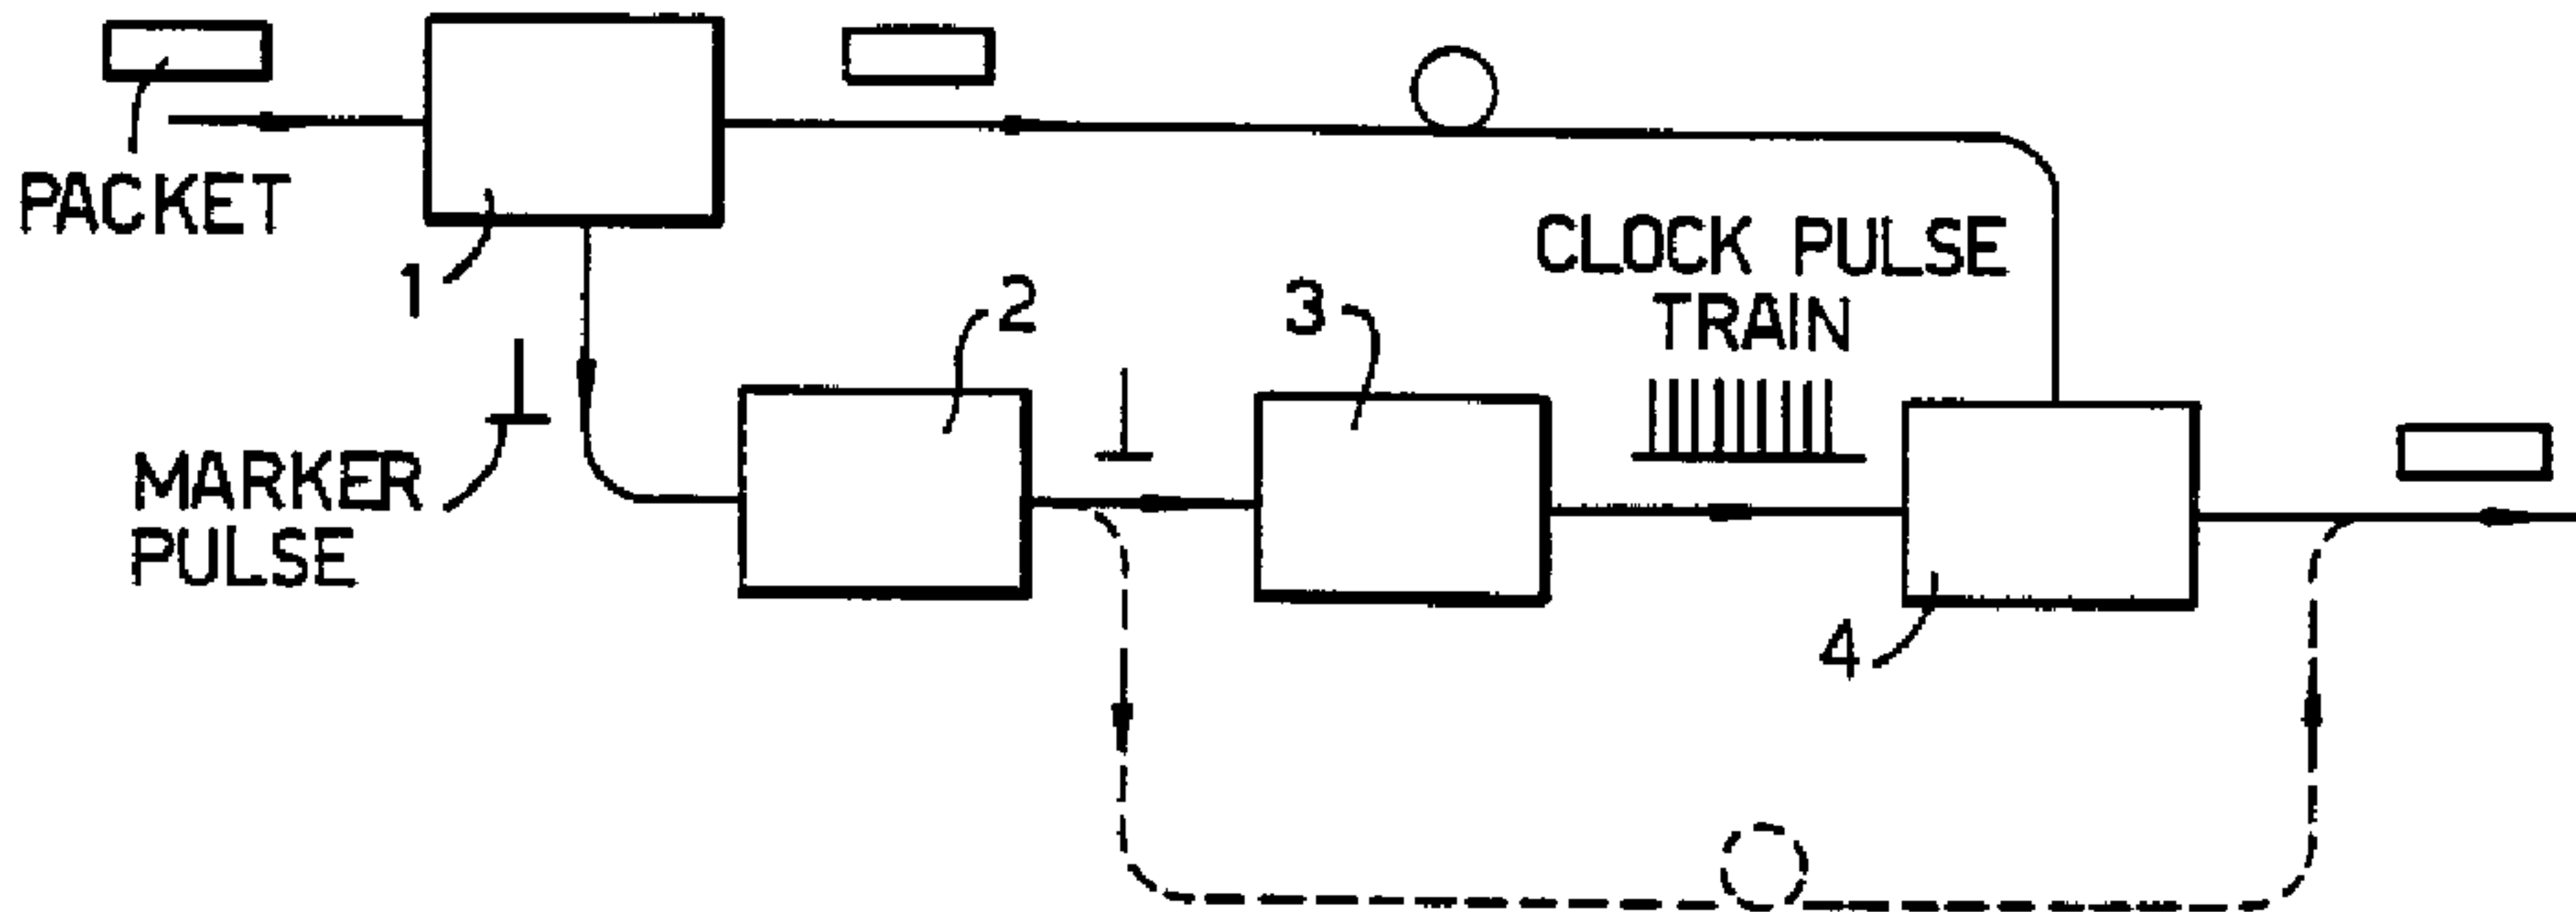 PACKET
1
CLOCK PULSE
TRAIN
2
3
MARKER
PULSE
4